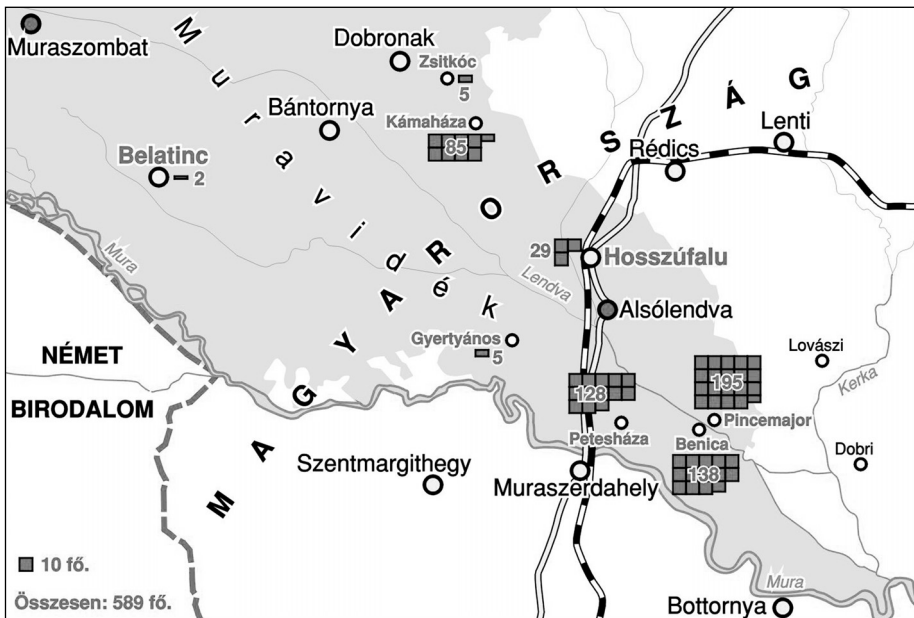 Muraszombat
Dobronak
Zsitkóc
5
Muravidék
Bántornya
Kámaháza
85
Lenti
Rédics
Belatinc
2
MAGYARORSZÁG
Mura
29
Hosszúfalu
Lendva
Alsólendva
Gyertyános
5
NÉMET
BIRODALOM
Lovászi
Kerka
195
128
Pincemajor
Petesháza
Benica
138
Dobri
Szentmargithegy
Muraszerdahely
10 fő.
Összesen: 589 fő.
Mura
Bottornya